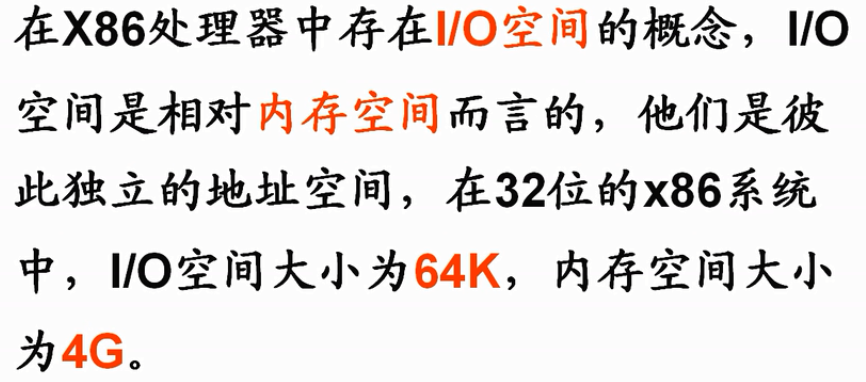 在X86处理器中存在I/O空间的概念，I/O
空间是相对内存空间而言的，他们是彼
此独立的地址空间，在32位的x86系统
中，I/O空间大小为64K，内存空间大小
为4G。